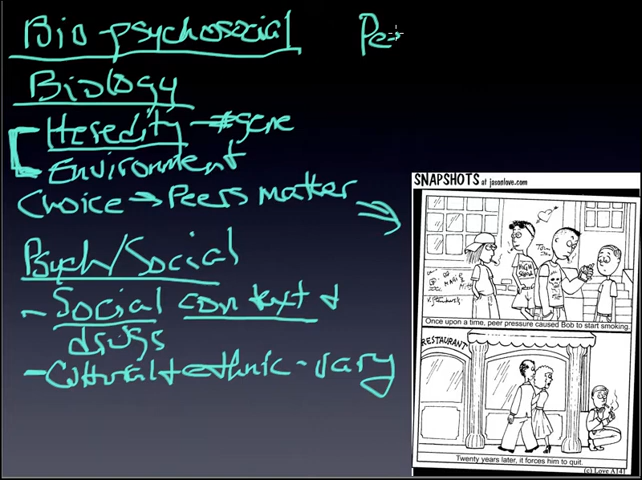 Bio-psychosocial
Pe
Biology
Heredity → #gene
Environment
Choice → Peers matter →
Psych/Social
- Social context &
drugs
- Cultural + ethnic - vary
SNAPSHOTS at jasonlove.com
Once upon a time, peer pressure caused Bob to start smoking.
RESTAURANT
Twenty years later, it forces him to quit.